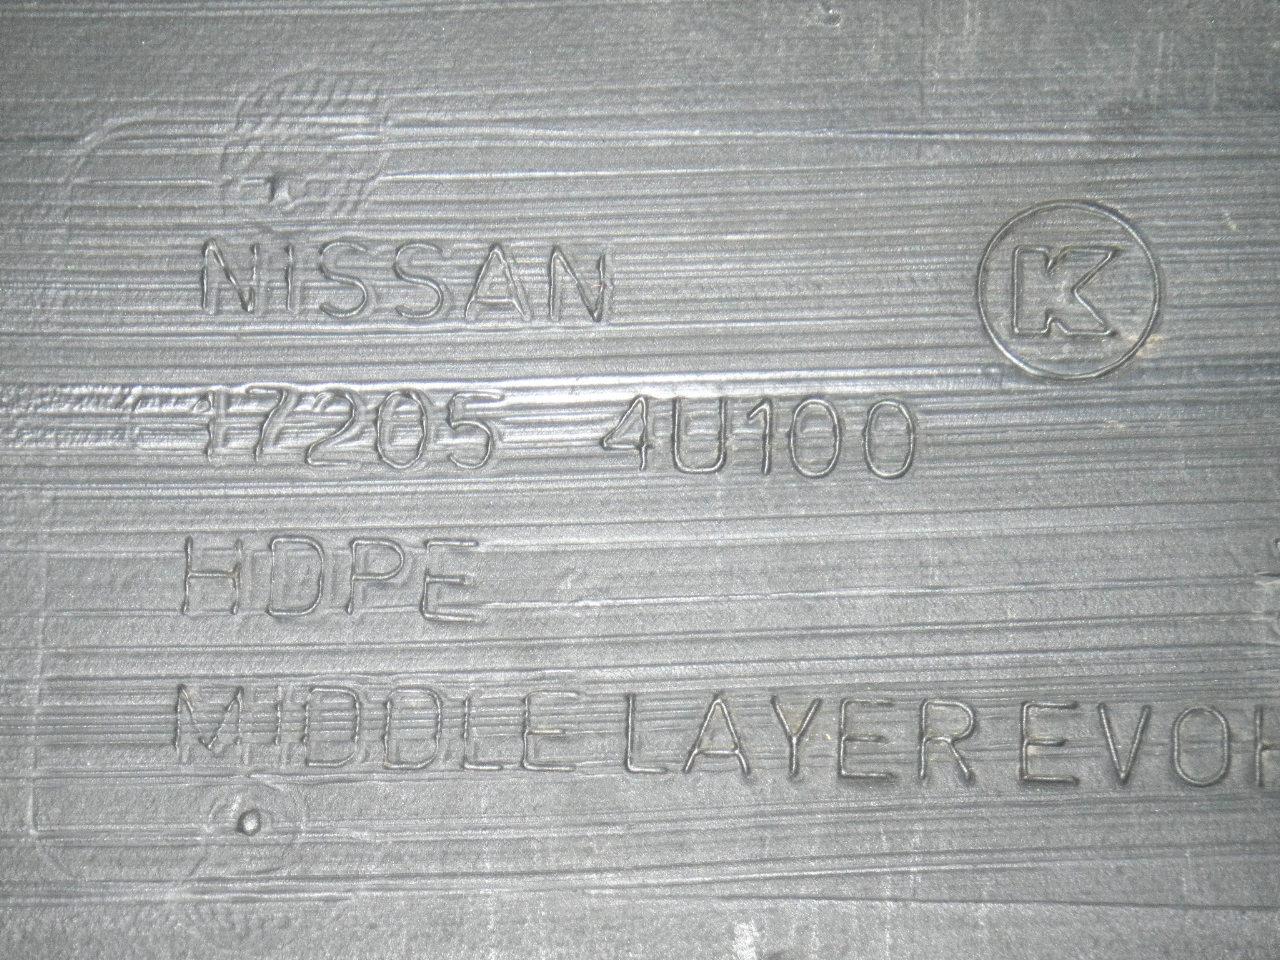 NISSAN
K
17205 4U100
HDPE
MIDDLE LAYER EVOH